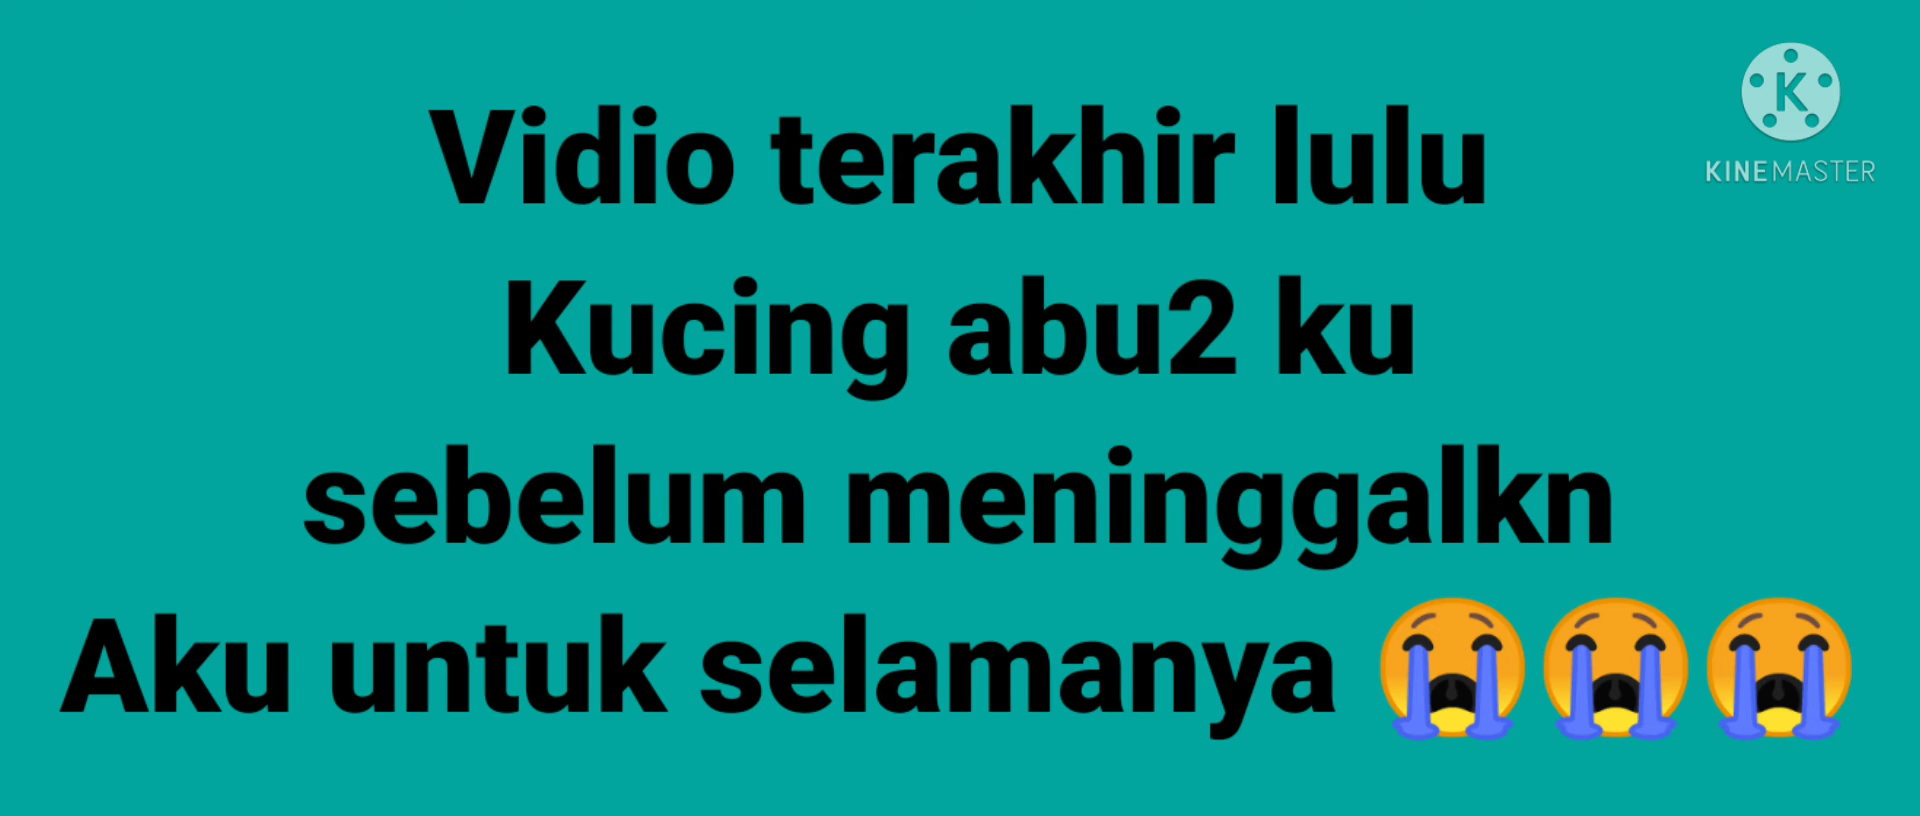 Vidio terakhir lulu
Kucing abu2 ku
sebelum meninggalkn
Aku untuk selamanya 😭😭😭
K
KINEMASTER